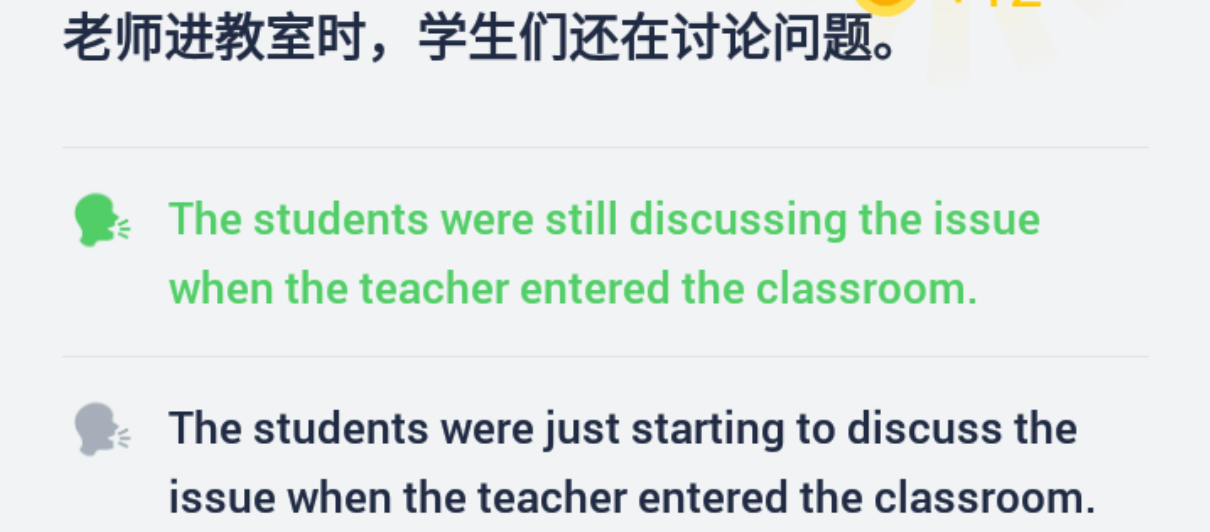 老师进教室时，学生们还在讨论问题。
The students were still discussing the issue
when the teacher entered the classroom.
The students were just starting to discuss the
issue when the teacher entered the classroom.